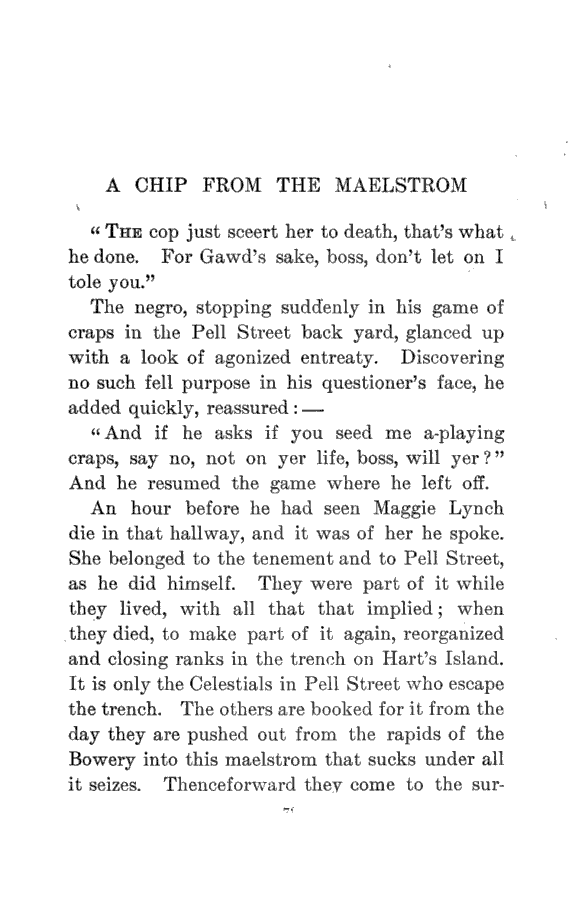 A CHIP FROM THE MAELSTROM
“ THE cop just sceert her to death, that’s what
he done. For Gawd’s sake, boss, don’t let on I
tole you.”
The negro, stopping suddenly in his game of
craps in the Pell Street back yard, glanced up
with a look of agonized entreaty. Discovering
no such fell purpose in his questioner’s face, he
added quickly, reassured : —
“ And if he asks if you seed me a-playing
craps, say no, not on yer life, boss, will yer ? ”
And he resumed the game where he left off.
An hour before he had seen Maggie Lynch
die in that hallway, and it was of her he spoke.
She belonged to the tenement and to Pell Street,
as he did himself. They were part of it while
they lived, with all that that implied ; when
they died, to make part of it again, reorganized
and closing ranks in the trench on Hart’s Island.
It is only the Celestials in Pell Street who escape
the trench. The others are booked for it from the
day they are pushed out from the rapids of the
Bowery into this maelstrom that sucks under all
it seizes. Thenceforward they come to the sur-